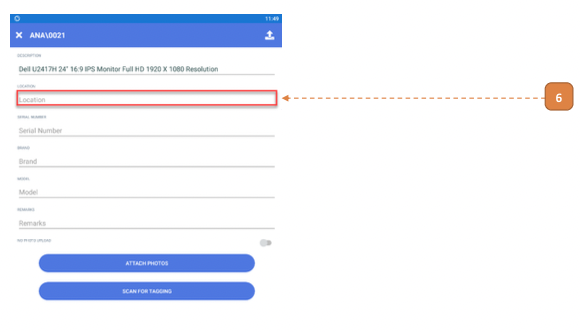 11:49
ANA\0021
DESCRIPTION
Dell U2417H 24" 16:9 IPS Monitor Full HD 1920 X 1080 Resolution
LOCATION
Location
6
SERIAL NUMBER
Serial Number
BRAND
Brand
MODEL
Model
REMARKS
Remarks
NO PHOTO UPLOAD
ATTACH PHOTOS
SCAN FOR TAGGING